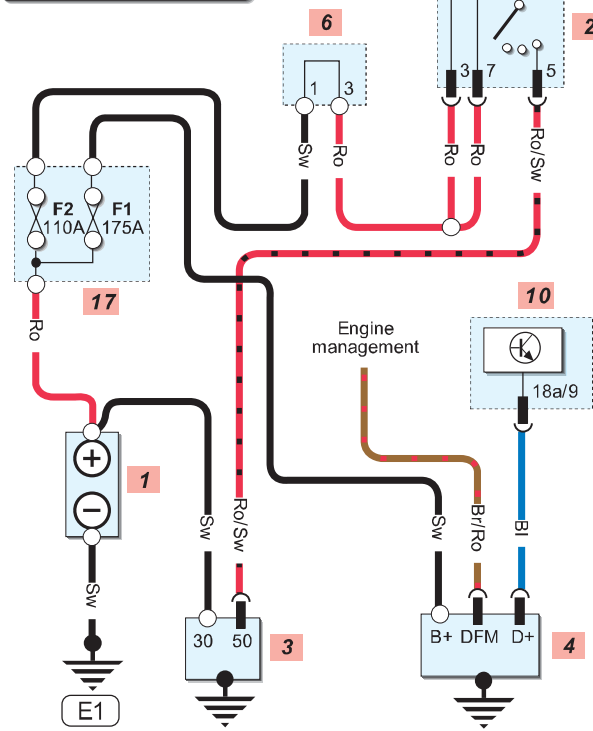 6
2
1 3
3 7 5
Sw
Ro
Ro
Ro
Ro/Sw
F2 F1
110A 175A
17
Ro
10
Engine
management
18a/9
+
1
−
Sw
Sw
Ro/Sw
Sw
Br/Ro
Bl
30 50
3
B+ DFM D+
4
E1